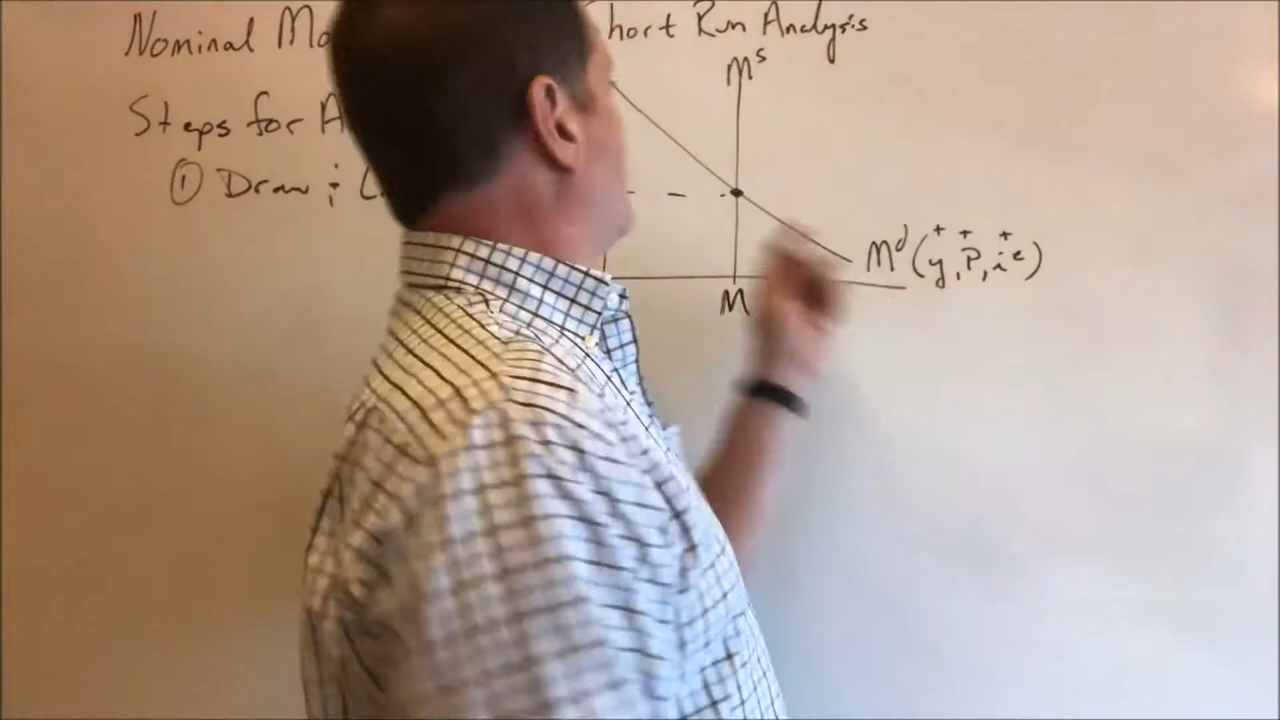 Nominal Mo hort Run Analysis
Mˢ
Steps for A
① Draw &
Mᵈ(y⁺, P⁺, iᵉ⁺)
M